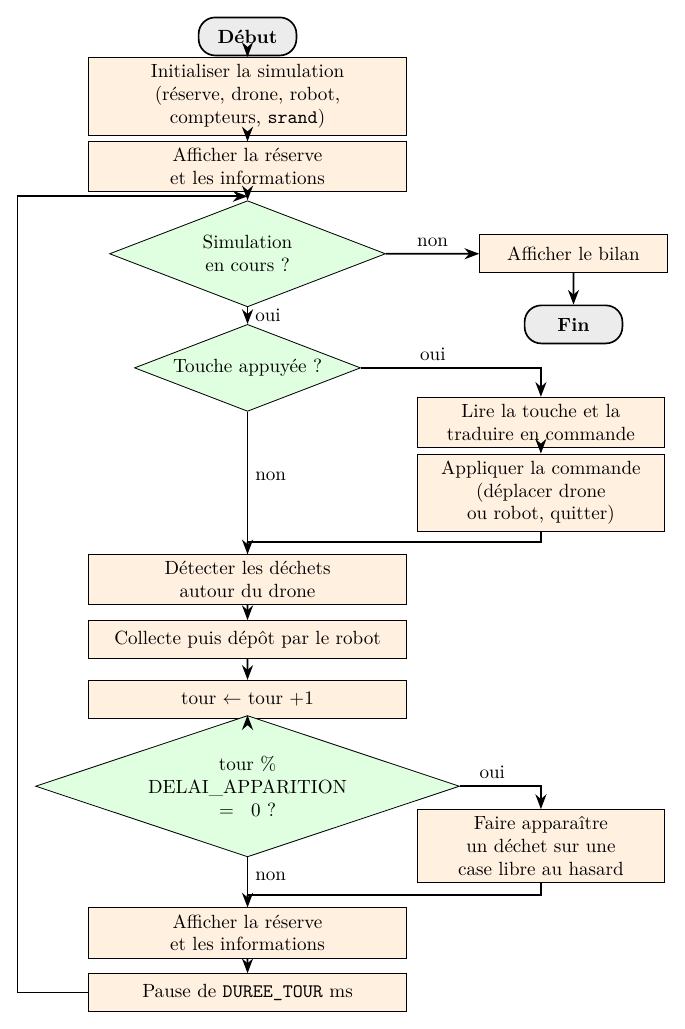 Début
Initialiser la simulation
(réserve, drone, robot,
compteurs, srand)
Afficher la réserve
et les informations
Simulation
en cours ?
non
Afficher le bilan
oui
Fin
Touche appuyée ?
oui
Lire la touche et la
traduire en commande
Appliquer la commande
(déplacer drone
ou robot, quitter)
non
Détecter les déchets
autour du drone
Collecte puis dépôt par le robot
tour ← tour +1
tour %
DELAI_APPARITION
= 0 ?
oui
Faire apparaître
un déchet sur une
case libre au hasard
non
Afficher la réserve
et les informations
Pause de DUREE_TOUR ms